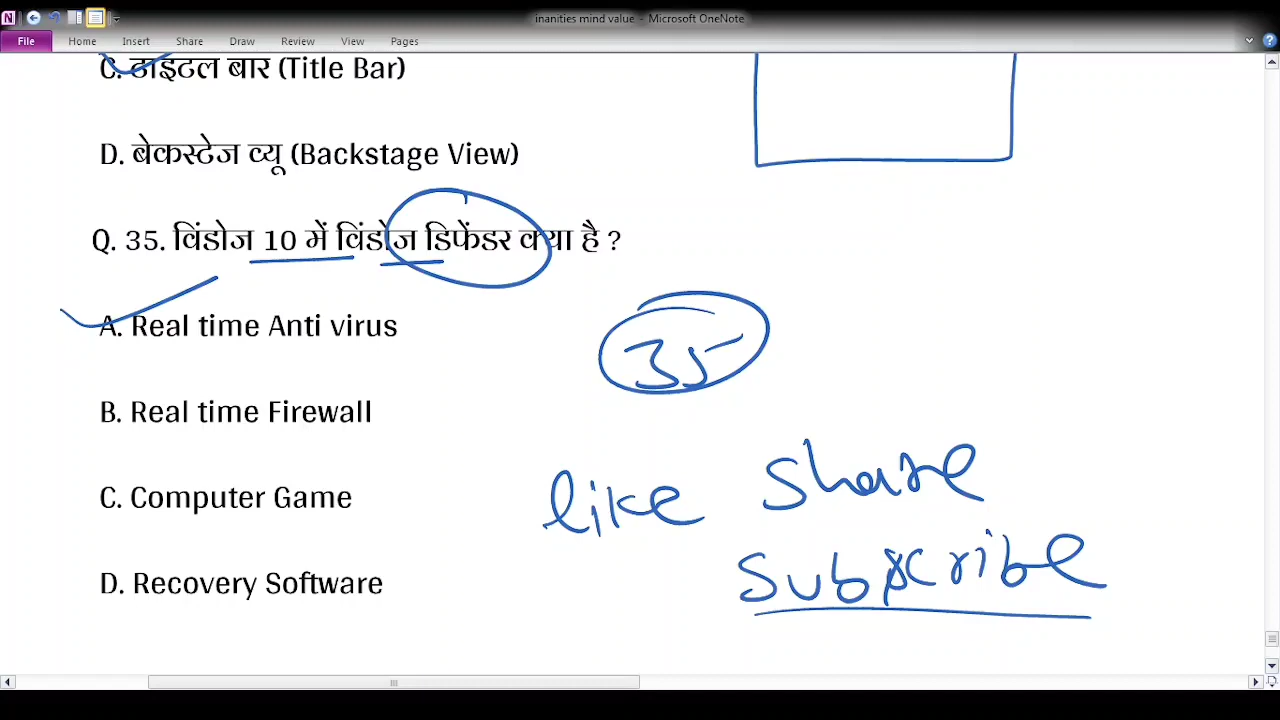 inanities mind value - Microsoft OneNote
File Home Insert Share Draw Review View Pages
C. टाइटल बार (Title Bar)
D. बेकस्टेज व्यू (Backstage View)
Q. 35. विंडोज 10 में विंडोज डिफेंडर क्या है ?
A. Real time Anti virus
35
B. Real time Firewall
like share
C. Computer Game
subscribe
D. Recovery Software